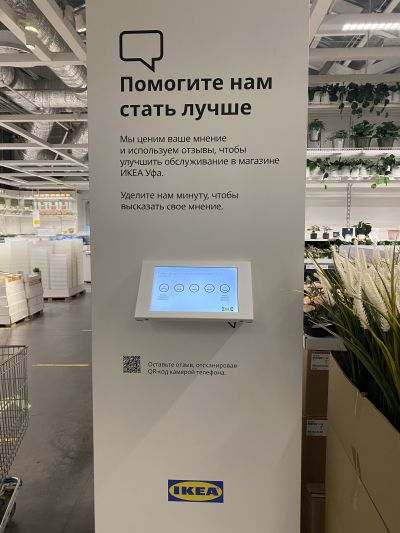 Помогите нам
стать лучше
Мы ценим ваше мнение
и используем отзывы, чтобы
улучшить обслуживание в магазине
ИКЕА Уфа.
Уделите нам минуту, чтобы
высказать свое мнение.
Оставьте отзыв, отсканировав
QR-код камерой телефона.
IKEA